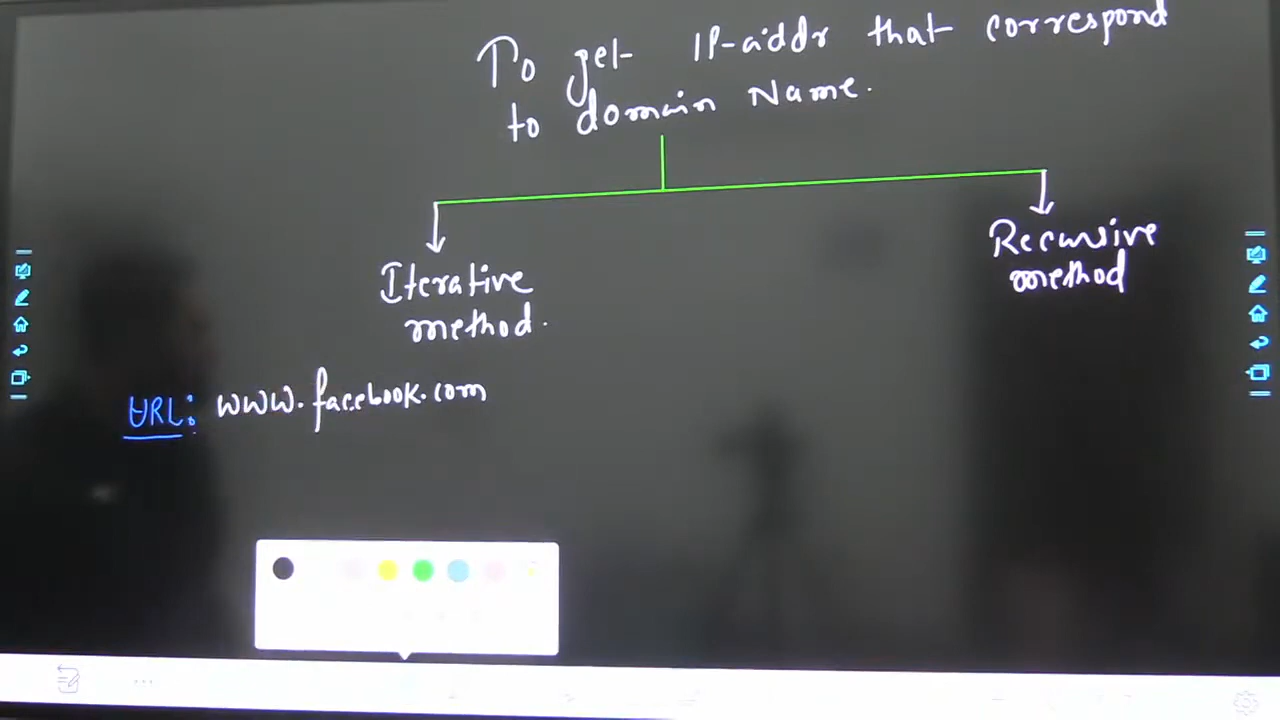 To get IP-addr that correspond
to domain Name.
Iterative
method.
Recursive
method
URL: www.facebook.com